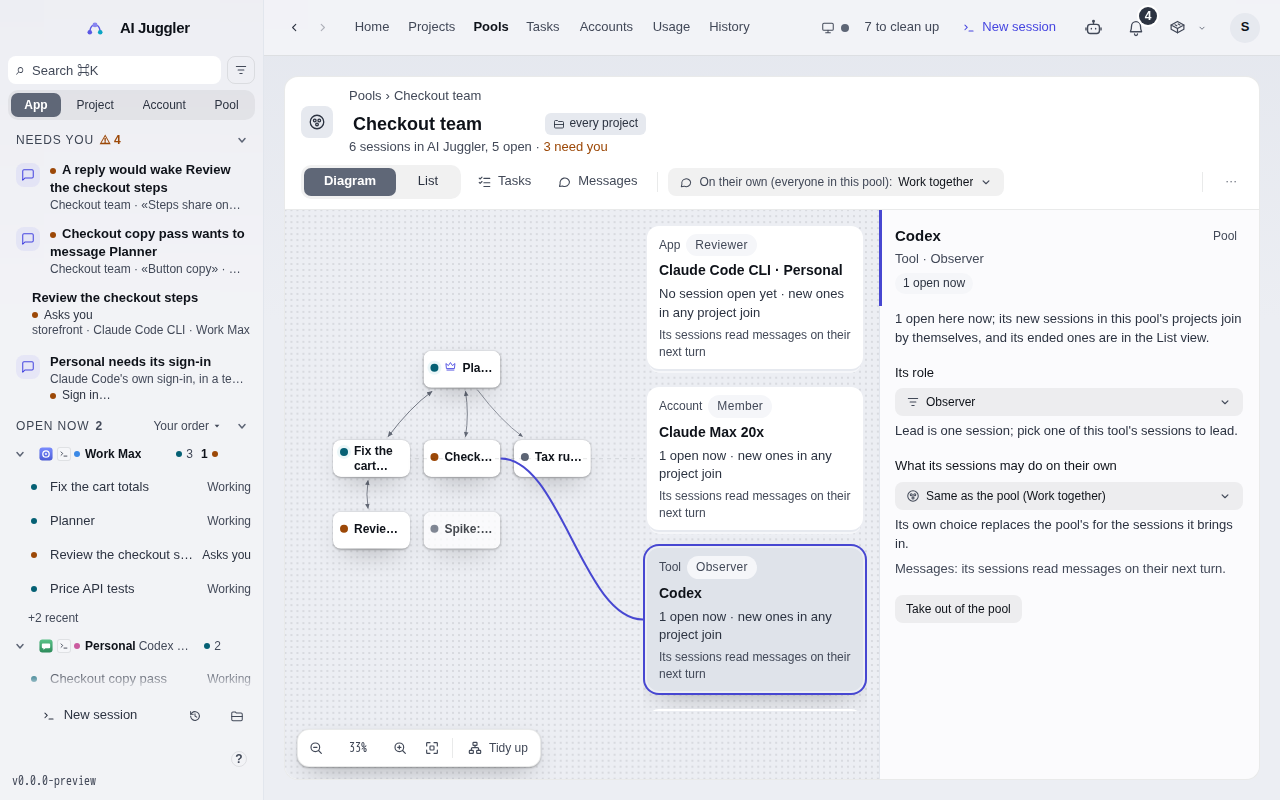 AI Juggler
Search ⌘K
App Project Account Pool
NEEDS YOU 4
A reply would wake Review the checkout steps
Checkout team · «Steps share on…
Checkout copy pass wants to message Planner
Checkout team · «Button copy» · …
Review the checkout steps
Asks you
storefront · Claude Code CLI · Work Max
Personal needs its sign-in
Claude Code's own sign-in, in a te…
Sign in…
OPEN NOW 2 Your order
Work Max 3 1
Fix the cart totals Working
Planner Working
Review the checkout s… Asks you
Price API tests Working
+2 recent
Personal Codex … 2
Checkout copy pass Working
New session
?
v0.0.0-preview
Home Projects Pools Tasks Accounts Usage History
7 to clean up
New session
4
S
Pools › Checkout team
Checkout team every project
6 sessions in AI Juggler, 5 open · 3 need you
Diagram List Tasks Messages
On their own (everyone in this pool): Work together
Pla…
Fix the cart…
Check…
Tax ru…
Revie…
Spike:…
App Reviewer
Claude Code CLI · Personal
No session open yet · new ones in any project join
Its sessions read messages on their next turn
Account Member
Claude Max 20x
1 open now · new ones in any project join
Its sessions read messages on their next turn
Tool Observer
Codex
1 open now · new ones in any project join
Its sessions read messages on their next turn
33%
Tidy up
Codex Pool
Tool · Observer
1 open now
1 open here now; its new sessions in this pool's projects join by themselves, and its ended ones are in the List view.
Its role
Observer
Lead is one session; pick one of this tool's sessions to lead.
What its sessions may do on their own
Same as the pool (Work together)
Its own choice replaces the pool's for the sessions it brings in.
Messages: its sessions read messages on their next turn.
Take out of the pool